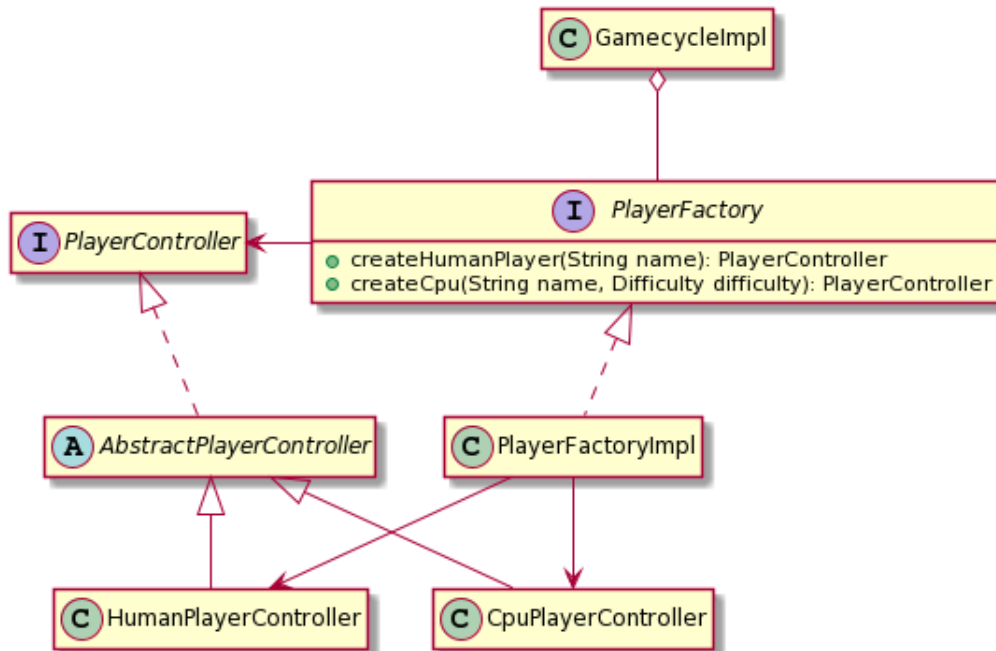 C GamecycleImpl
I PlayerFactory
I PlayerController
createHumanPlayer(String name): PlayerController
createCpu(String name, Difficulty difficulty): PlayerController
A AbstractPlayerController
C PlayerFactoryImpl
C HumanPlayerController
C CpuPlayerController